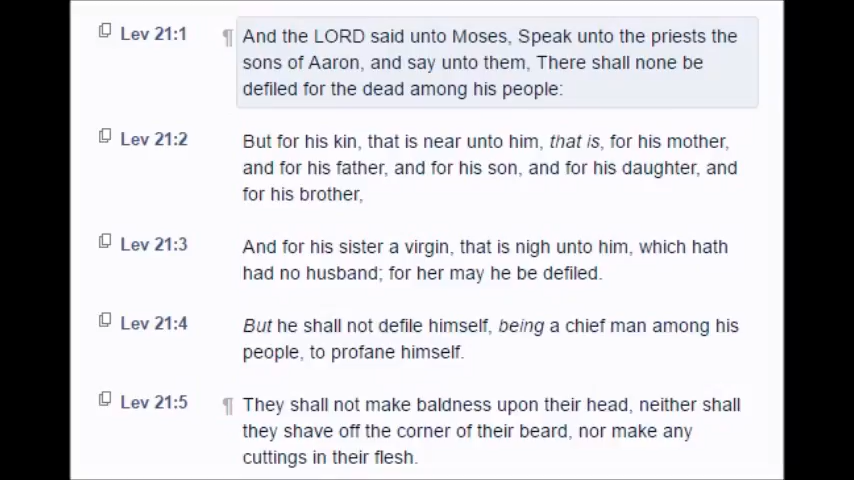 Lev 21:1 ¶ And the LORD said unto Moses, Speak unto the priests the
sons of Aaron, and say unto them, There shall none be
defiled for the dead among his people:
Lev 21:2 But for his kin, that is near unto him, that is, for his mother,
and for his father, and for his son, and for his daughter, and
for his brother,
Lev 21:3 And for his sister a virgin, that is nigh unto him, which hath
had no husband; for her may he be defiled.
Lev 21:4 But he shall not defile himself, being a chief man among his
people, to profane himself.
Lev 21:5 ¶ They shall not make baldness upon their head, neither shall
they shave off the corner of their beard, nor make any
cuttings in their flesh.